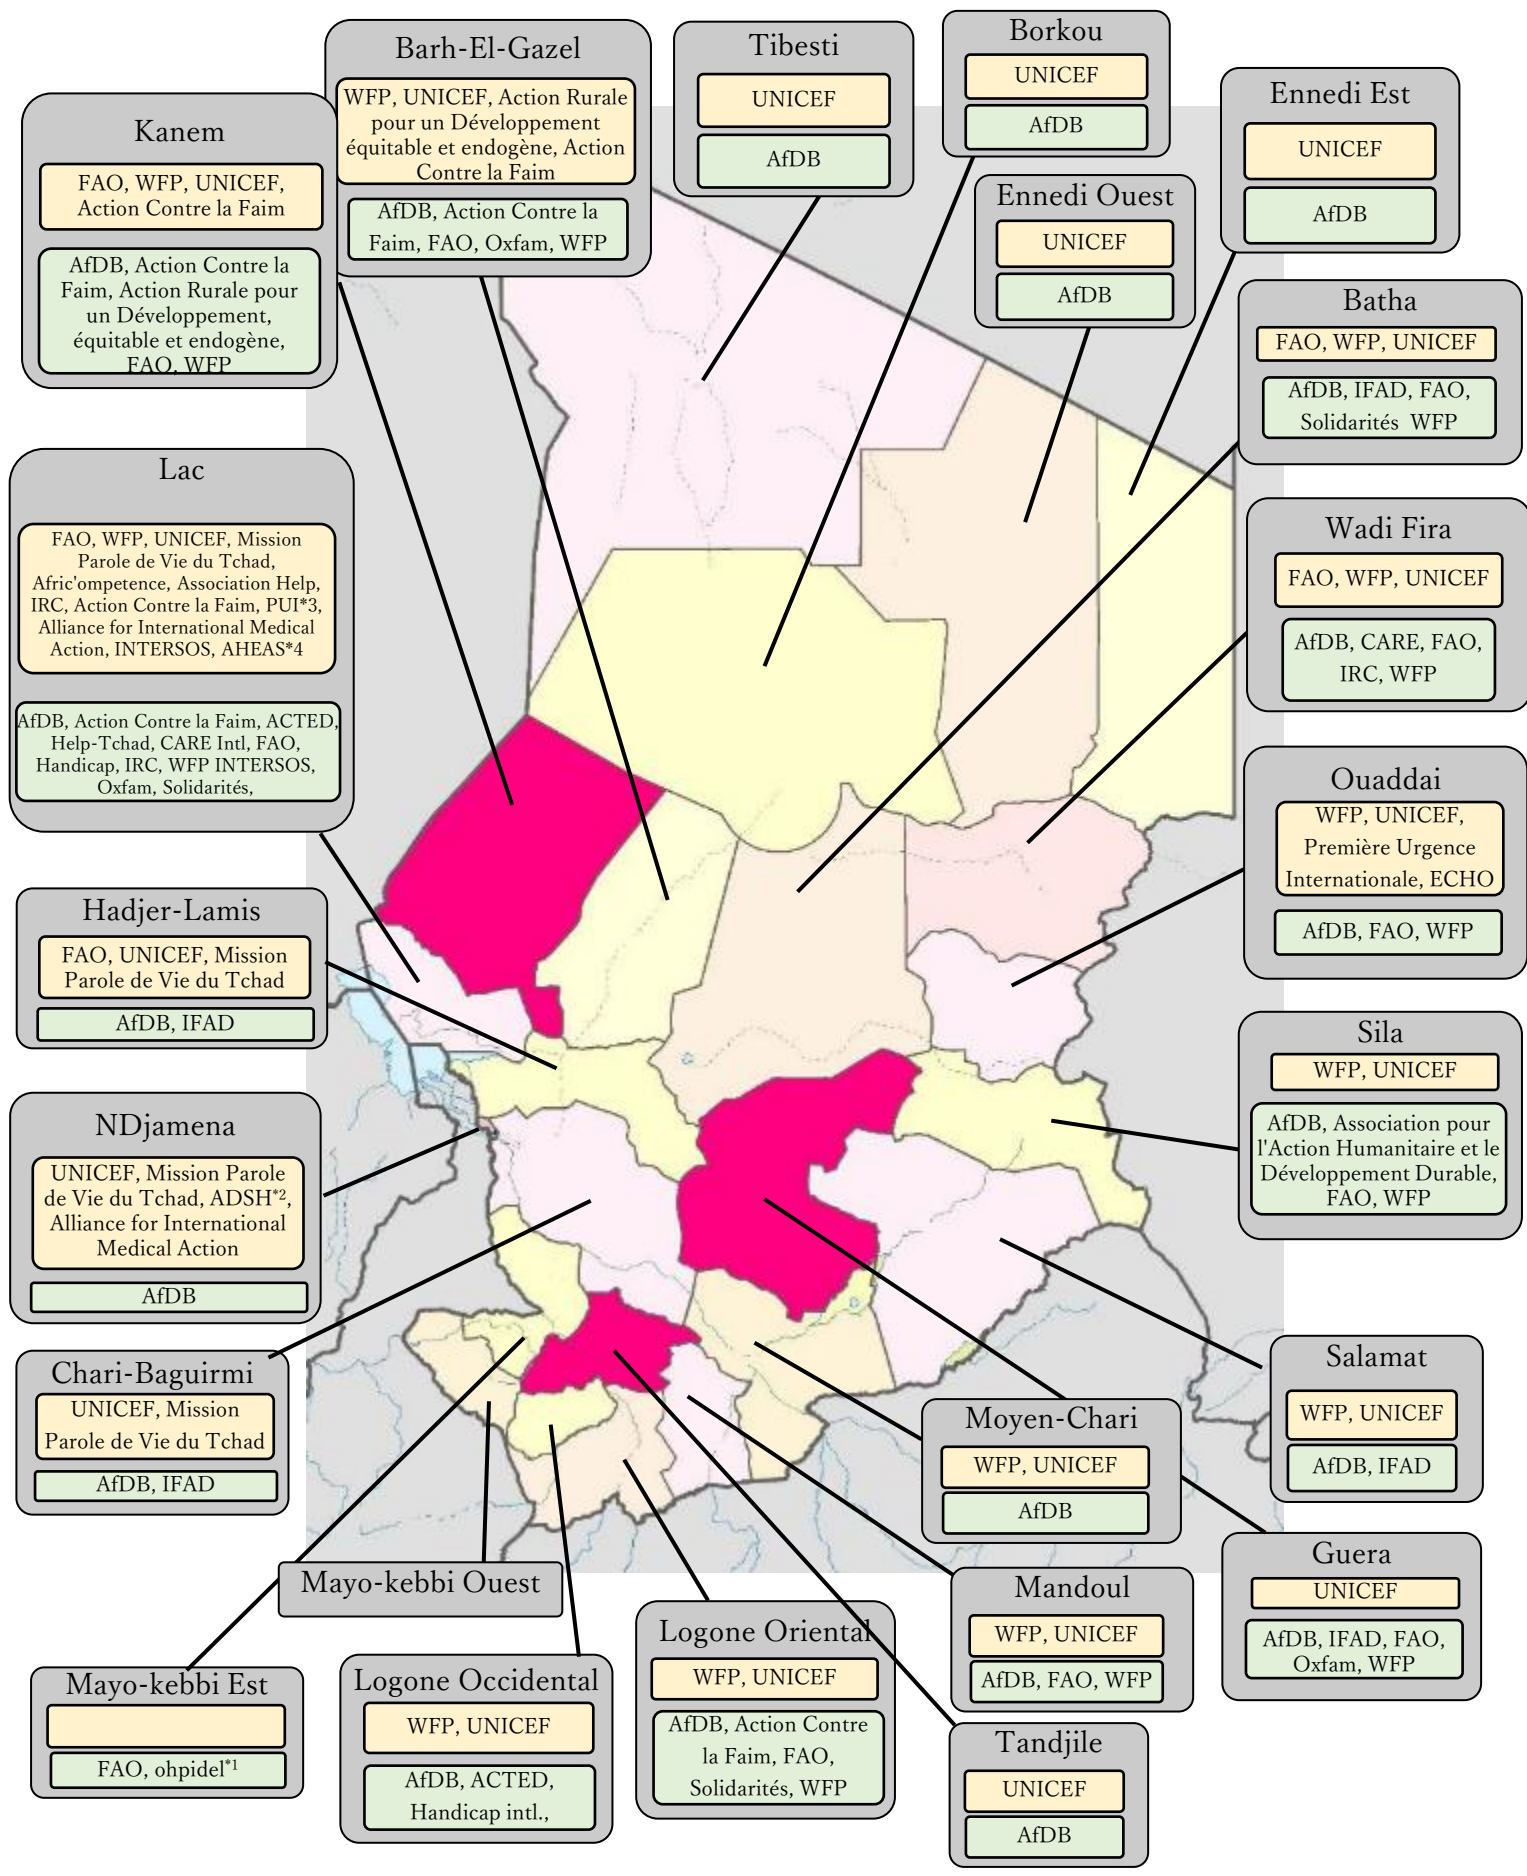 Barh-El-Gazel
WFP, UNICEF, Action Rurale
pour un Développement
équitable et endogène, Action
Contre la Faim
AfDB, Action Contre la
Faim, FAO, Oxfam, WFP
Tibesti
UNICEF
AfDB
Borkou
UNICEF
AfDB
Ennedi Est
UNICEF
AfDB
Kanem
FAO, WFP, UNICEF,
Action Contre la Faim
AfDB, Action Contre la
Faim, Action Rurale pour
un Développement,
équitable et endogène,
FAO, WFP
Ennedi Ouest
UNICEF
AfDB
Batha
FAO, WFP, UNICEF
AfDB, IFAD, FAO,
Solidarités WFP
Lac
FAO, WFP, UNICEF, Mission
Parole de Vie du Tchad,
Afric'ompetence, Association Help,
IRC, Action Contre la Faim, PUI*3,
Alliance for International Medical
Action, INTERSOS, AHEAS*4
AfDB, Action Contre la Faim, ACTED,
Help-Tchad, CARE Intl, FAO,
Handicap, IRC, WFP INTERSOS,
Oxfam, Solidarités,
Wadi Fira
FAO, WFP, UNICEF
AfDB, CARE, FAO,
IRC, WFP
Ouaddai
WFP, UNICEF,
Première Urgence
Internationale, ECHO
AfDB, FAO, WFP
Hadjer-Lamis
FAO, UNICEF, Mission
Parole de Vie du Tchad
AfDB, IFAD
Sila
WFP, UNICEF
AfDB, Association pour
l'Action Humanitaire et le
Développement Durable,
FAO, WFP
NDjamena
UNICEF, Mission Parole
de Vie du Tchad, ADSH*2,
Alliance for International
Medical Action
AfDB
Chari-Baguirmi
UNICEF, Mission
Parole de Vie du Tchad
AfDB, IFAD
Salamat
WFP, UNICEF
AfDB, IFAD
Moyen-Chari
WFP, UNICEF
AfDB
Guera
UNICEF
AfDB, IFAD, FAO,
Oxfam, WFP
Mayo-kebbi Ouest
Mandoul
WFP, UNICEF
AfDB, FAO, WFP
Logone Oriental
WFP, UNICEF
AfDB, Action Contre
la Faim, FAO,
Solidarités, WFP
Mayo-kebbi Est
FAO, ohpidel*1
Logone Occidental
WFP, UNICEF
AfDB, ACTED,
Handicap intl.,
Tandjile
UNICEF
AfDB